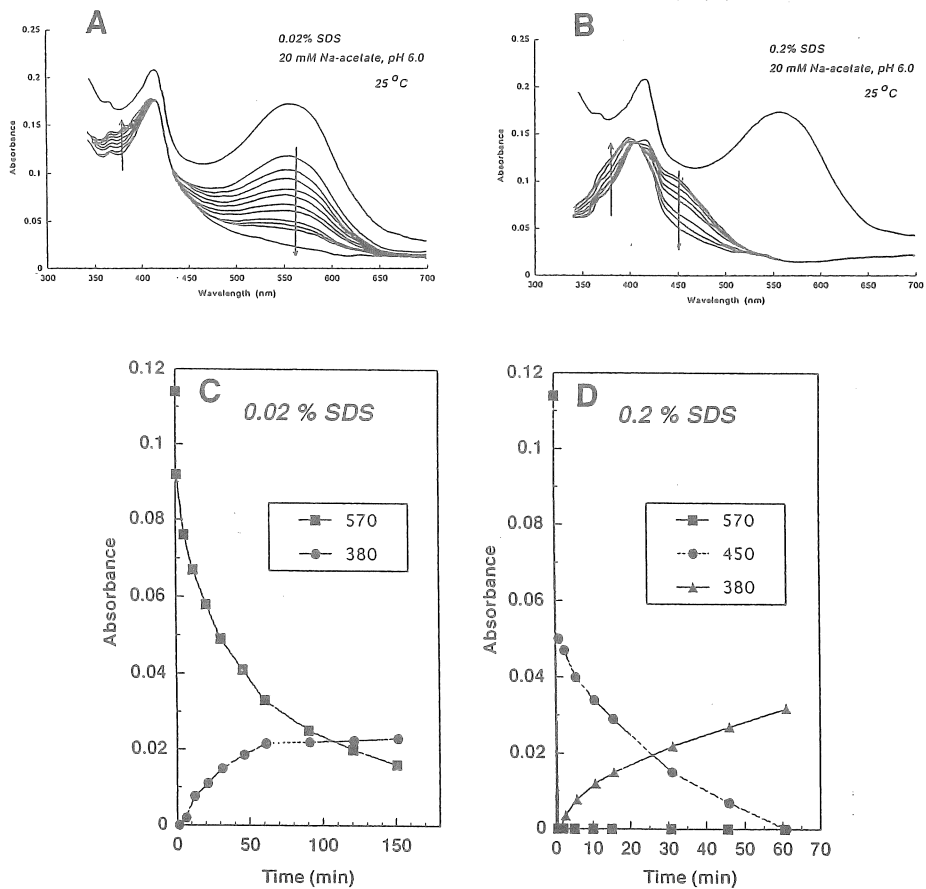 A
0.02% SDS
20 mM Na-acetate, pH 6.0
25 °C
0.25
0.2
0.15
0.1
0.05
0
Absorbance
300 350 400 450 500 550 600 650 700
Wavelength (nm)
B
0.2% SDS
20 mM Na-acetate, pH 6.0
25 °C
0.25
0.2
0.15
0.1
0.05
0
Absorbance
300 350 400 450 500 550 600 650 700
Wavelength (nm)
C
0.02 % SDS
570
380
0.12
0.1
0.08
0.06
0.04
0.02
0
Absorbance
0 50 100 150
Time (min)
D
0.2 % SDS
570
450
380
0.12
0.1
0.08
0.06
0.04
0.02
0
Absorbance
0 10 20 30 40 50 60 70
Time (min)